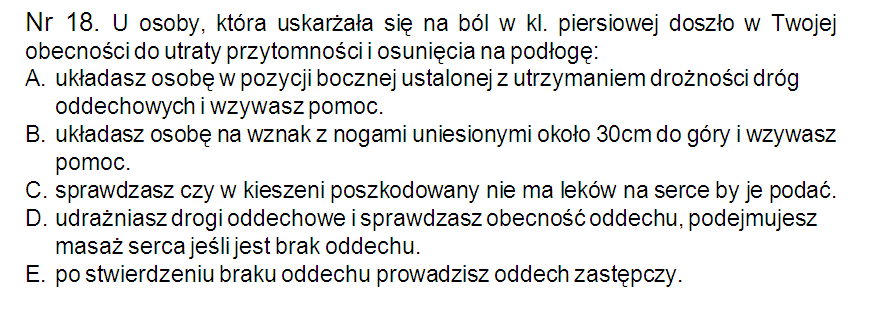 Nr 18. U osoby, która uskarżała się na ból w kl. piersiowej doszło w Twojej
obecności do utraty przytomności i osunięcia na podłogę:
A. układasz osobę w pozycji bocznej ustalonej z utrzymaniem drożności dróg
oddechowych i wzywasz pomoc.
B. układasz osobę na wznak z nogami uniesionymi około 30cm do góry i wzywasz
pomoc.
C. sprawdzasz czy w kieszeni poszkodowany nie ma leków na serce by je podać.
D. udrażniasz drogi oddechowe i sprawdzasz obecność oddechu, podejmujesz
masaż serca jeśli jest brak oddechu.
E. po stwierdzeniu braku oddechu prowadzisz oddech zastępczy.